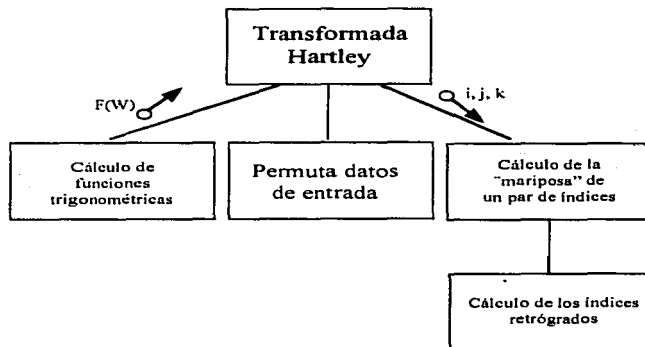 Transformada
Hartley
F(W)
i, j, k
Cálculo de
funciones
trigonométricas
Permuta datos
de entrada
Cálculo de la
"mariposa" de
un par de índices
Cálculo de los índices
retrógrados